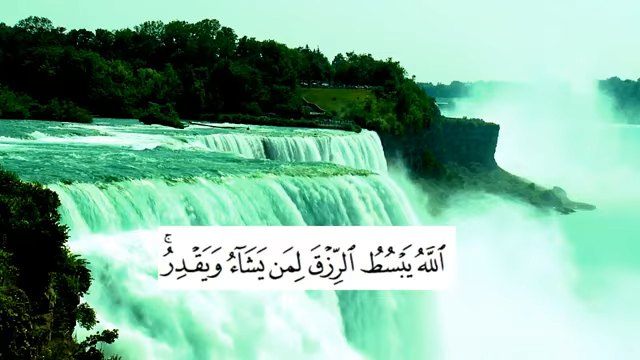 ٱللَّهُ يَبۡسُطُ ٱلرِّزۡقَ لِمَن يَشَآءُ وَيَقۡدِرُۚ